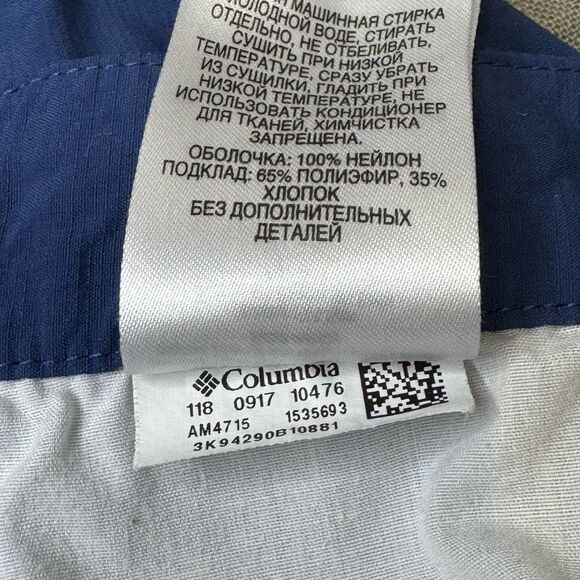 МАШИННАЯ СТИРКА
ХОЛОДНОЙ ВОДЕ, СТИРАТЬ
ОТДЕЛЬНО, НЕ ОТБЕЛИВАТЬ,
СУШИТЬ ПРИ НИЗКОЙ
ТЕМПЕРАТУРЕ, СРАЗУ УБРАТЬ
ИЗ СУШИЛКИ, ГЛАДИТЬ ПРИ
НИЗКОЙ ТЕМПЕРАТУРЕ, НЕ
ИСПОЛЬЗОВАТЬ КОНДИЦИОНЕР
ДЛЯ ТКАНЕЙ, ХИМЧИСТКА
ЗАПРЕЩЕНА.
ОБОЛОЧКА: 100% НЕЙЛОН
ПОДКЛАД: 65% ПОЛИЭФИР, 35%
ХЛОПОК
БЕЗ ДОПОЛНИТЕЛЬНЫХ
ДЕТАЛЕЙ
Columbia
118 0917 10476
AM4715 1535693
3K94290B10881